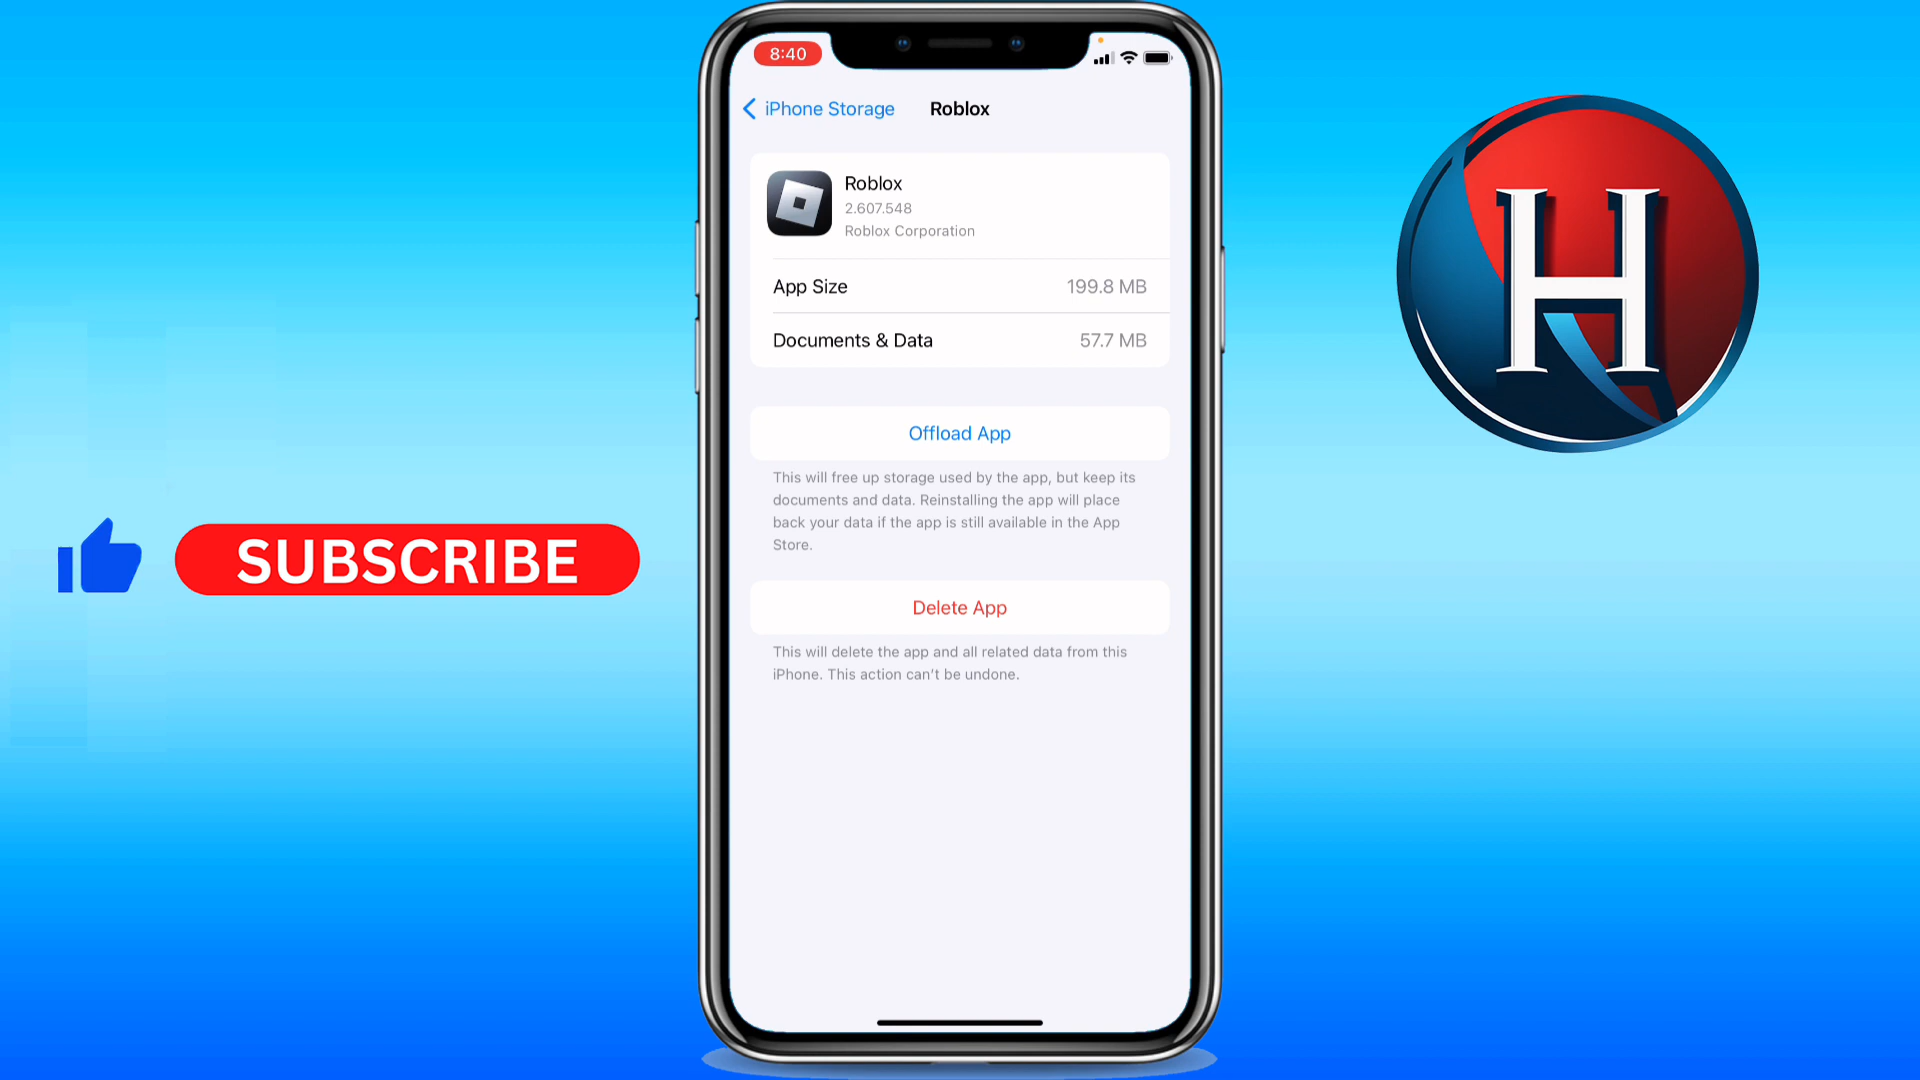 8:40
iPhone Storage
Roblox
Roblox
2.607.548
Roblox Corporation
App Size
199.8 MB
Documents & Data
57.7 MB
Offload App
This will free up storage used by the app, but keep its
documents and data. Reinstalling the app will place
back your data if the app is still available in the App
Store.
Delete App
This will delete the app and all related data from this
iPhone. This action can't be undone.
SUBSCRIBE
H